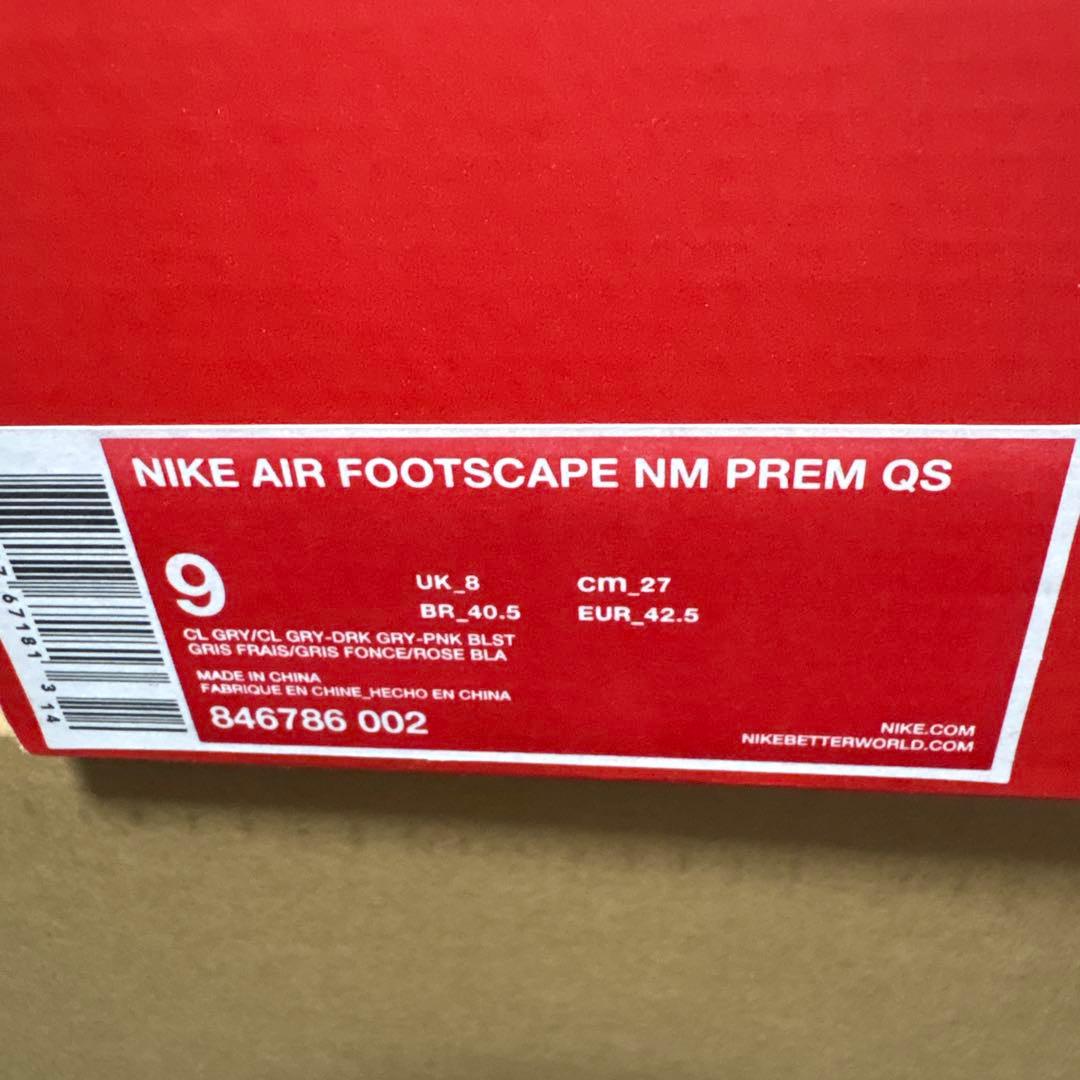 NIKE AIR FOOTSCAPE NM PREM QS
9
UK_8 cm_27
BR_40.5 EUR_42.5
CL GRY/CL GRY-DRK GRY-PNK BLST
GRIS FRAIS/GRIS FONCE/ROSE BLA
MADE IN CHINA
FABRIQUE EN CHINE_HECHO EN CHINA
846786 002
NIKE.COM
NIKEBETTERWORLD.COM
767181 314